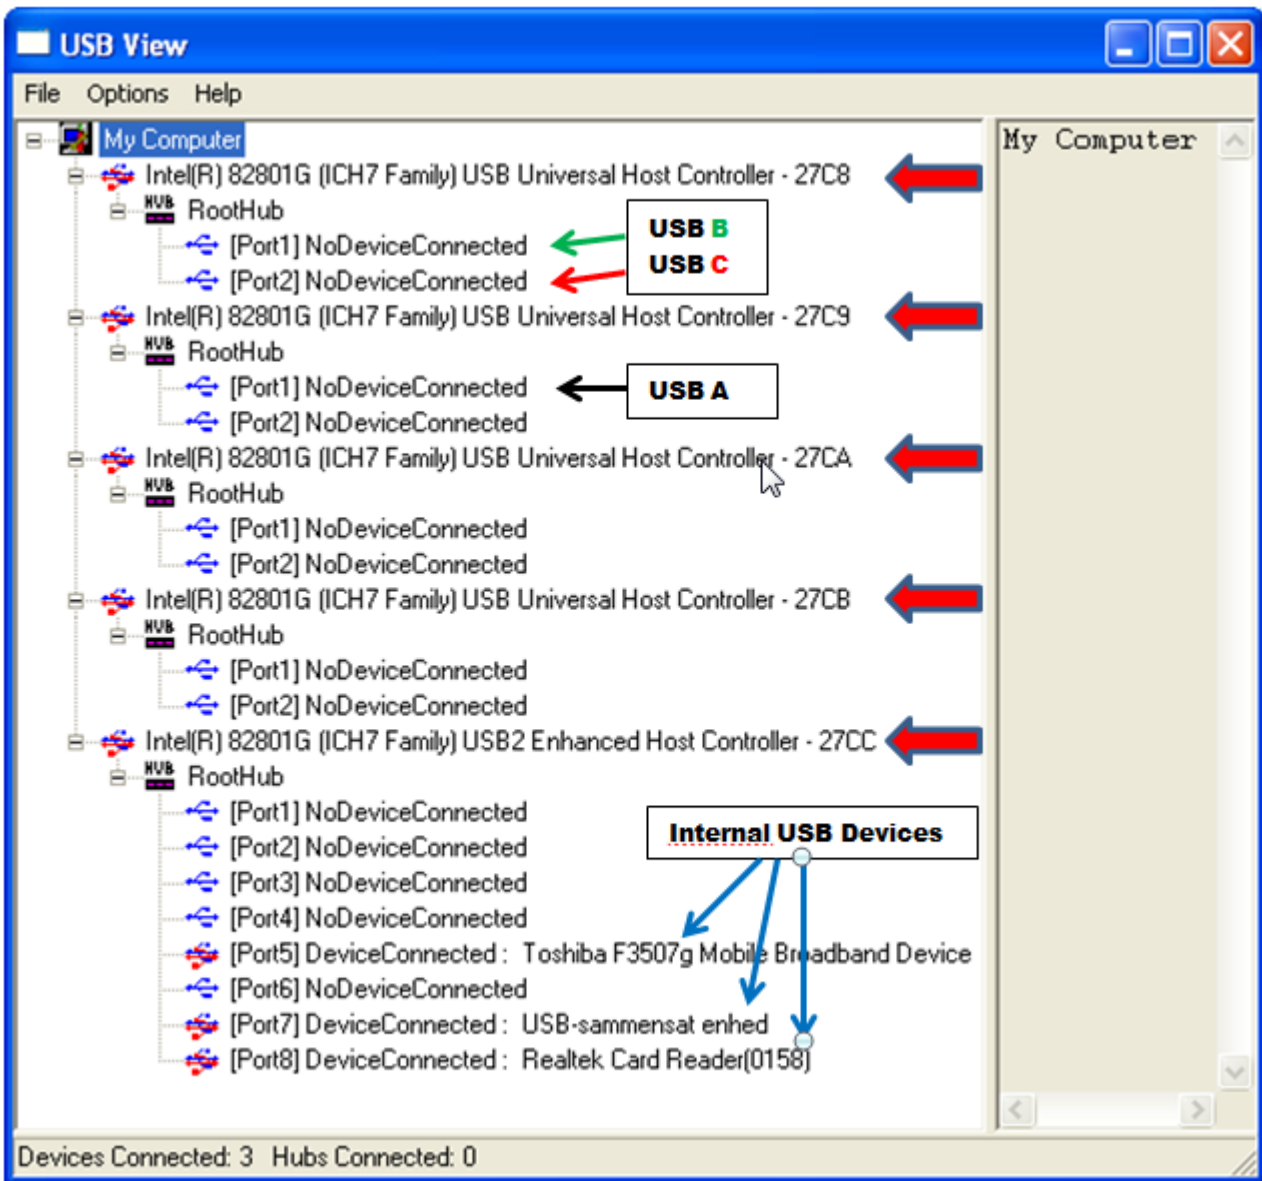 USB View
File Options Help
My Computer
My Computer
Intel(R) 82801G (ICH7 Family) USB Universal Host Controller - 27C8
HUB RootHub
USB B
[Port1] NoDeviceConnected
USB C
[Port2] NoDeviceConnected
Intel(R) 82801G (ICH7 Family) USB Universal Host Controller - 27C9
HUB RootHub
[Port1] NoDeviceConnected
USB A
[Port2] NoDeviceConnected
Intel(R) 82801G (ICH7 Family) USB Universal Host Controller - 27CA
HUB RootHub
[Port1] NoDeviceConnected
[Port2] NoDeviceConnected
Intel(R) 82801G (ICH7 Family) USB Universal Host Controller - 27CB
HUB RootHub
[Port1] NoDeviceConnected
[Port2] NoDeviceConnected
Intel(R) 82801G (ICH7 Family) USB2 Enhanced Host Controller - 27CC
HUB RootHub
[Port1] NoDeviceConnected
Internal USB Devices
[Port2] NoDeviceConnected
[Port3] NoDeviceConnected
[Port4] NoDeviceConnected
[Port5] DeviceConnected : Toshiba F3507g Mobile Broadband Device
[Port6] NoDeviceConnected
[Port7] DeviceConnected : USB-sammensat enhed
[Port8] DeviceConnected : Realtek Card Reader(0158)
Devices Connected: 3 Hubs Connected: 0